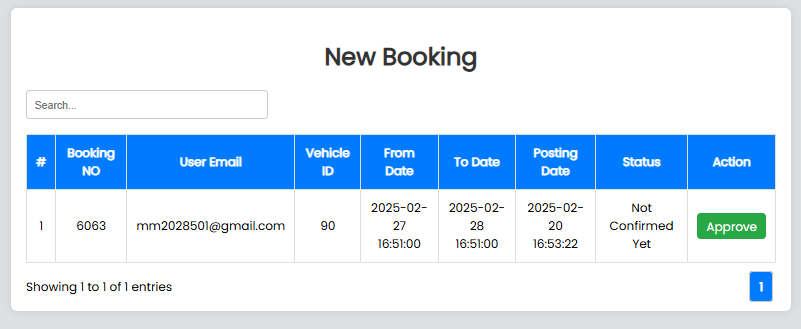 New Booking
Search...
# Booking NO User Email Vehicle ID From Date To Date Posting Date Status Action
1 6063 mm2028501@gmail.com 90 2025-02-27 16:51:00 2025-02-28 16:51:00 2025-02-20 16:53:22 Not Confirmed Yet Approve
Showing 1 to 1 of 1 entries 1